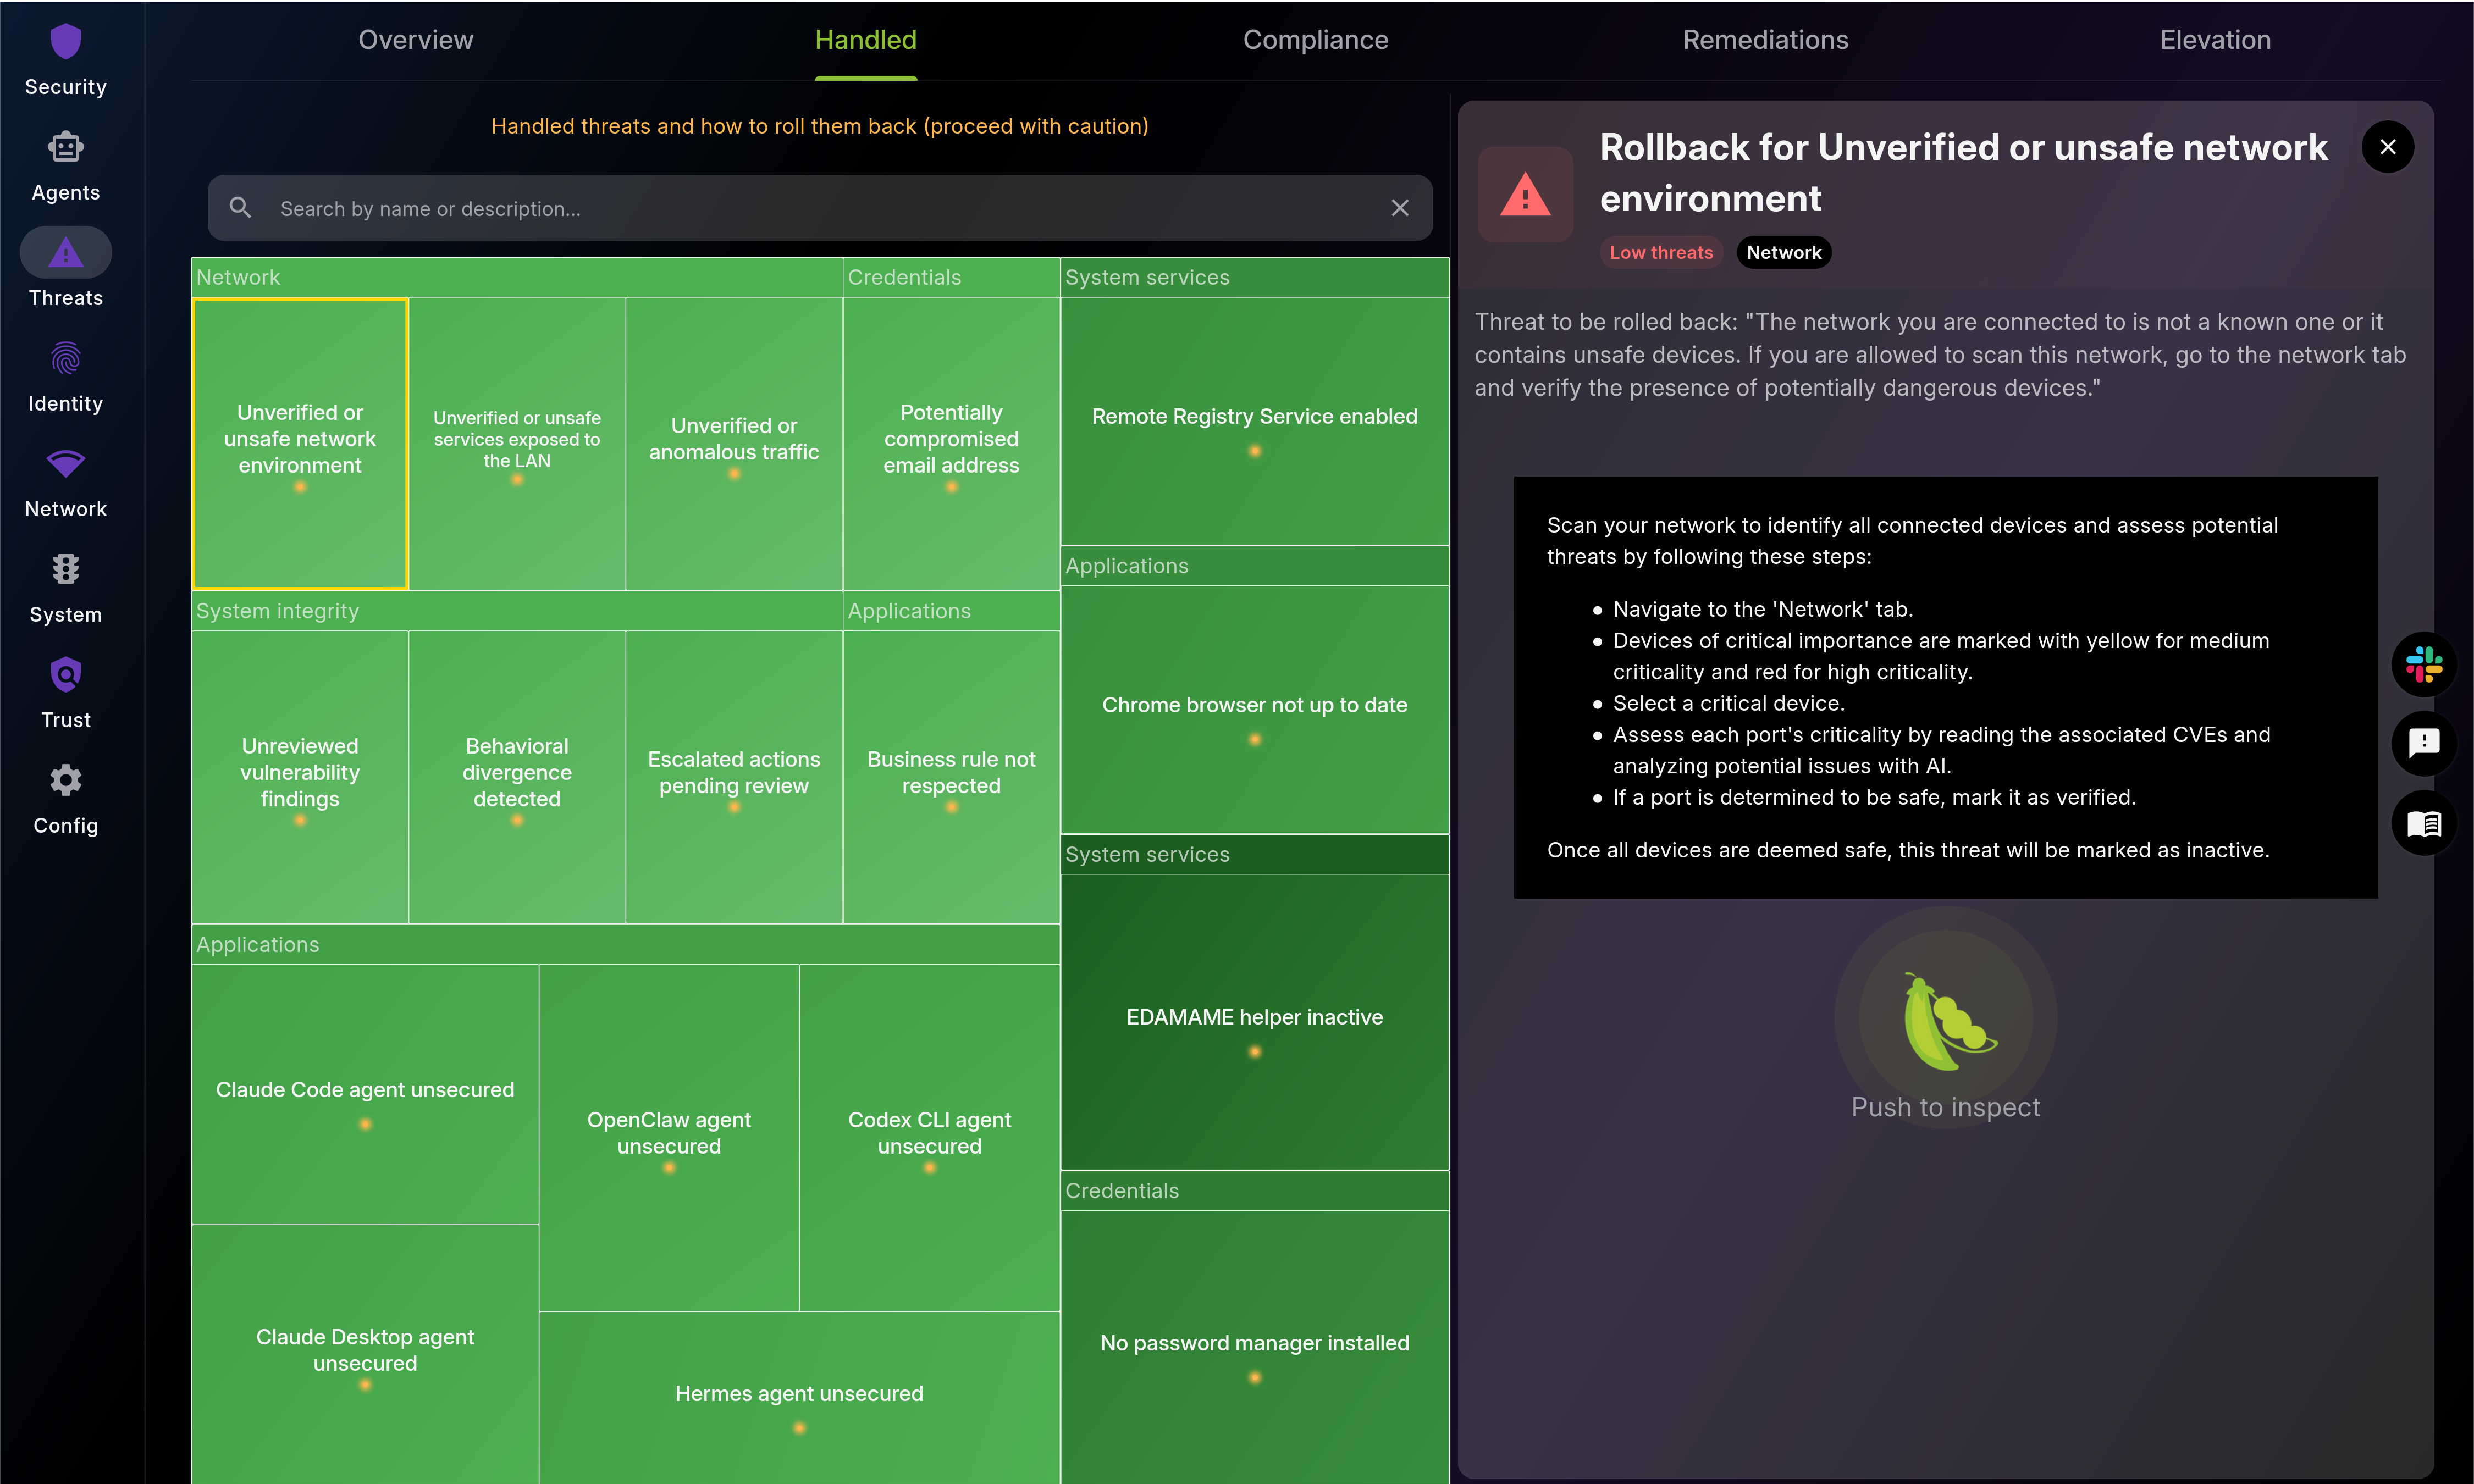 Security
Agents
Threats
Identity
Network
System
Trust
Config
Overview
Handled
Compliance
Remediations
Elevation
Handled threats and how to roll them back (proceed with caution)
Search by name or description...
Network
Unverified or
unsafe network
environment
Unverified or unsafe
services exposed to
the LAN
Unverified or
anomalous traffic
Credentials
Potentially
compromised
email address
System services
Remote Registry Service enabled
Applications
Chrome browser not up to date
System integrity
Unreviewed
vulnerability
findings
Behavioral
divergence
detected
Escalated actions
pending review
Applications
Business rule not
respected
System services
EDAMAME helper inactive
Applications
Claude Code agent unsecured
OpenClaw agent
unsecured
Codex CLI agent
unsecured
Claude Desktop agent
unsecured
Hermes agent unsecured
Credentials
No password manager installed
Rollback for Unverified or unsafe network
environment
Low threats
Network
Threat to be rolled back: "The network you are connected to is not a known one or it
contains unsafe devices. If you are allowed to scan this network, go to the network tab
and verify the presence of potentially dangerous devices."
Scan your network to identify all connected devices and assess potential
threats by following these steps:
• Navigate to the 'Network' tab.
• Devices of critical importance are marked with yellow for medium
criticality and red for high criticality.
• Select a critical device.
• Assess each port's criticality by reading the associated CVEs and
analyzing potential issues with AI.
• If a port is determined to be safe, mark it as verified.
Once all devices are deemed safe, this threat will be marked as inactive.
Push to inspect